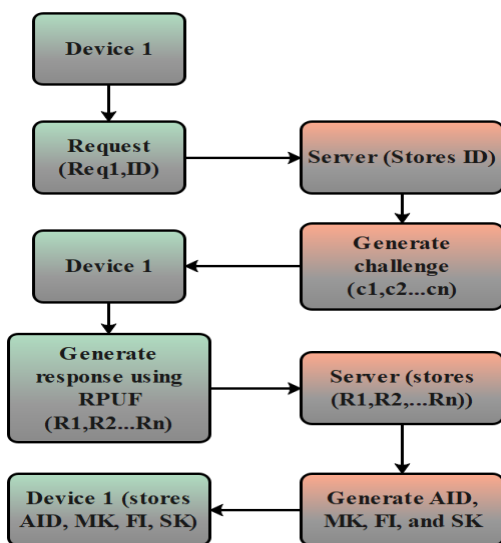 Device 1
Request
(Req1,ID)
Server (Stores ID)
Generate
challenge
(c1,c2...cn)
Device 1
Generate
response using
RPUF
(R1,R2...Rn)
Server (stores
(R1,R2,...Rn))
Generate AID,
MK, FI, and SK
Device 1 (stores
AID, MK, FI, SK)